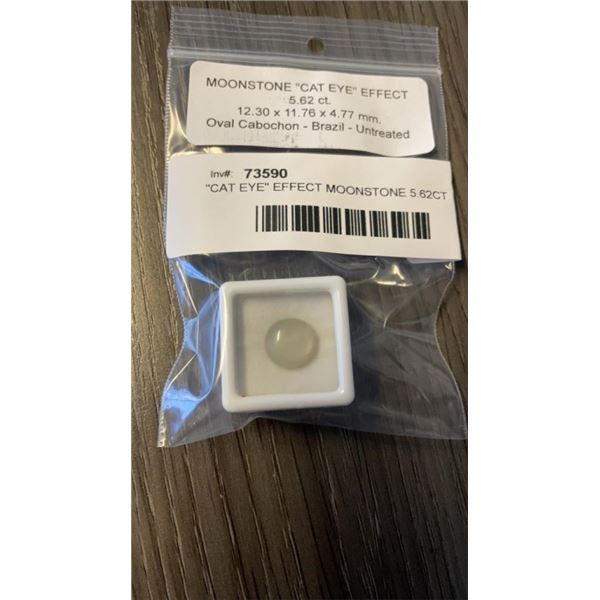 MOONSTONE "CAT EYE" EFFECT
5.62 ct.
12.30 x 11.76 x 4.77 mm.
Oval Cabochon - Brazil - Untreated
Inv#: 73590
"CAT EYE" EFFECT MOONSTONE 5.62CT